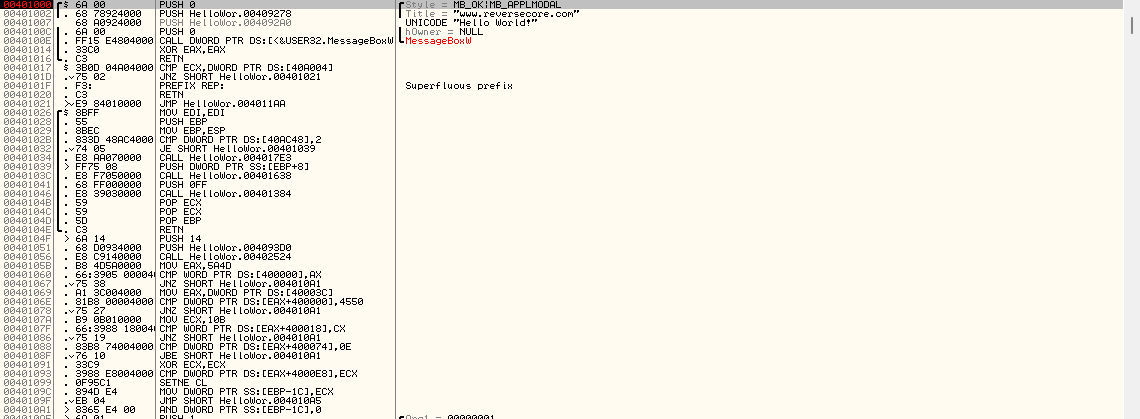 00401000 $ 6A 00 PUSH 0 Style = MB_OK|MB_APPLMODAL
00401002 . 68 78924000 PUSH HelloWor.00409278 Title = "www.reversecore.com"
00401007 . 68 A0924000 PUSH HelloWor.004092A0 UNICODE "Hello World!"
0040100C . 6A 00 PUSH 0 hOwner = NULL
0040100E . FF15 E4804000 CALL DWORD PTR DS:[<&USER32.MessageBoxW MessageBoxW
00401014 . 33C0 XOR EAX,EAX
00401016 . C3 RETN
00401017 $ 3B0D 04A04000 CMP ECX,DWORD PTR DS:[40A004]
0040101D .v75 02 JNZ SHORT HelloWor.00401021
0040101F . F3: PREFIX REP: Superfluous prefix
00401020 . C3 RETN
00401021 >vE9 84010000 JMP HelloWor.004011AA
00401026 $ 8BFF MOV EDI,EDI
00401028 . 55 PUSH EBP
00401029 . 8BEC MOV EBP,ESP
0040102B . 833D 48AC4000 CMP DWORD PTR DS:[40AC48],2
00401032 .v74 05 JE SHORT HelloWor.00401039
00401034 . E8 AA070000 CALL HelloWor.004017E3
00401039 > FF75 08 PUSH DWORD PTR SS:[EBP+8]
0040103C . E8 F7050000 CALL HelloWor.00401638
00401041 . 68 FF000000 PUSH 0FF
00401046 . E8 39030000 CALL HelloWor.00401384
0040104B . 59 POP ECX
0040104C . 59 POP ECX
0040104D . 5D POP EBP
0040104E . C3 RETN
0040104F > 6A 14 PUSH 14
00401051 . 68 D0934000 PUSH HelloWor.004093D0
00401056 . E8 C9140000 CALL HelloWor.00402524
0040105B . B8 4D5A0000 MOV EAX,5A4D
00401060 . 66:3905 00004 CMP WORD PTR DS:[400000],AX
00401067 .v75 38 JNZ SHORT HelloWor.004010A1
00401069 . A1 3C004000 MOV EAX,DWORD PTR DS:[40003C]
0040106E . 81B8 00004000 CMP DWORD PTR DS:[EAX+400000],4550
00401078 .v75 27 JNZ SHORT HelloWor.004010A1
0040107A . B9 0B010000 MOV ECX,10B
0040107F . 66:3988 18004 CMP WORD PTR DS:[EAX+400018],CX
00401086 .v75 19 JNZ SHORT HelloWor.004010A1
00401088 . 83B8 74004000 CMP DWORD PTR DS:[EAX+400074],0E
0040108F .v76 10 JBE SHORT HelloWor.004010A1
00401091 . 33C9 XOR ECX,ECX
00401093 . 3988 E8004000 CMP DWORD PTR DS:[EAX+4000E8],ECX
00401099 . 0F95C1 SETNE CL
0040109C . 894D E4 MOV DWORD PTR SS:[EBP-1C],ECX
0040109F .vEB 04 JMP SHORT HelloWor.004010A5
004010A1 > 8365 E4 00 AND DWORD PTR SS:[EBP-1C],0
PUSH 1 Arg1 = 00000001